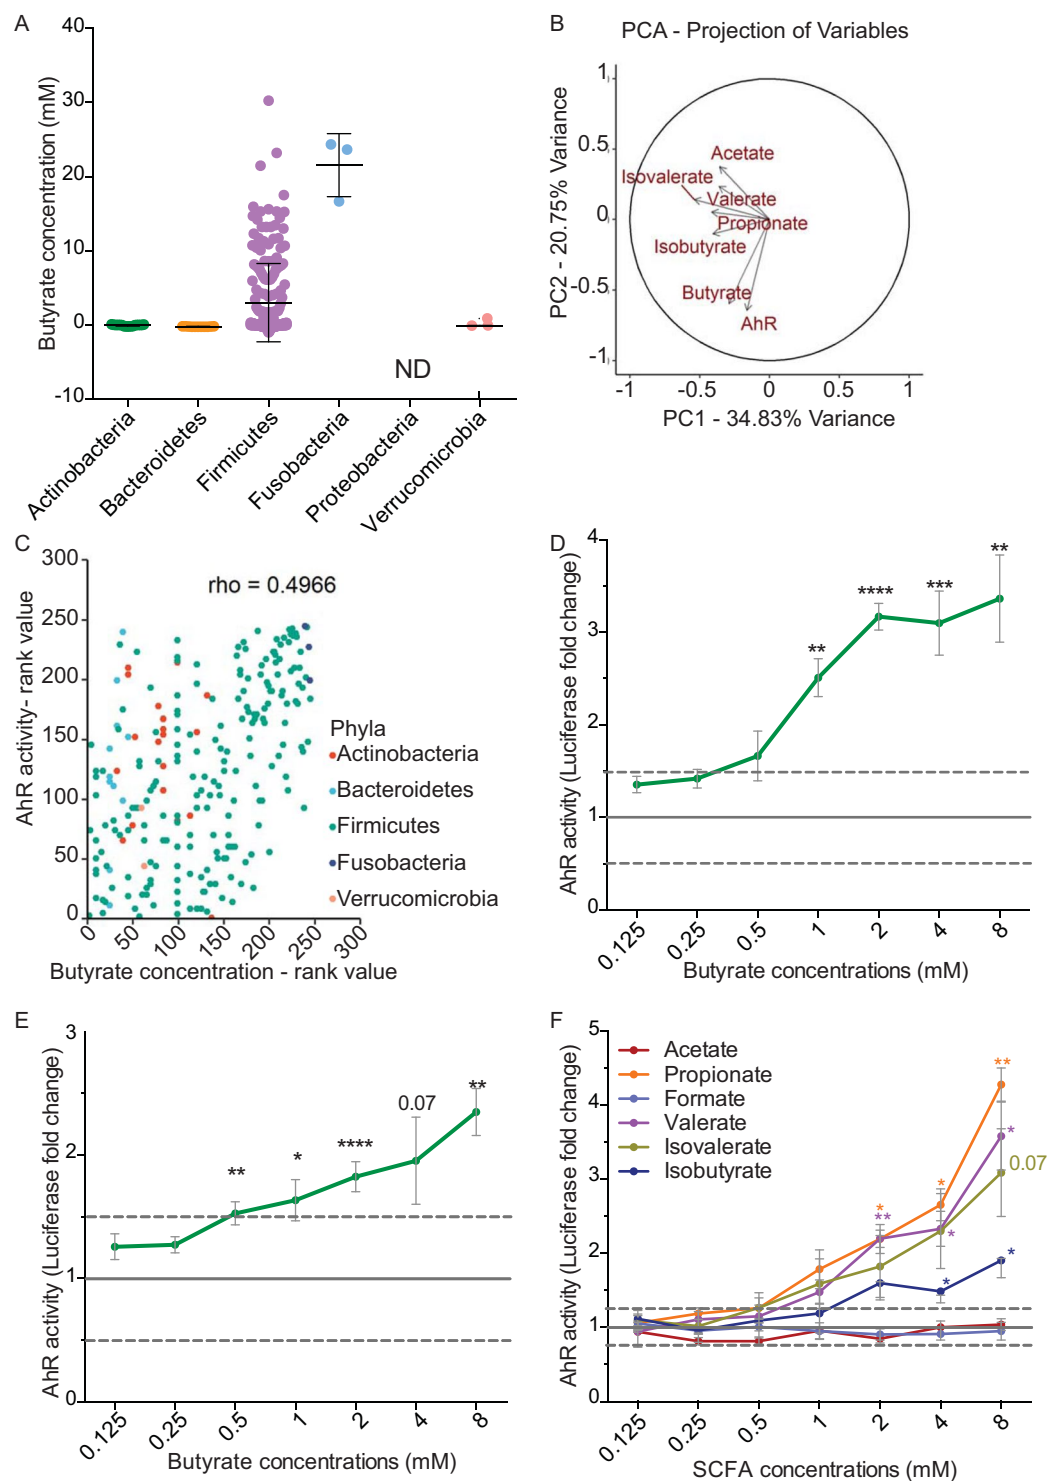 A
Butyrate concentration (mM)
40
30
20
10
0
-10
ND
Actinobacteria
Bacteroidetes
Firmicutes
Fusobacteria
Proteobacteria
Verrucomicrobia
B
PCA - Projection of Variables
PC2 - 20.75% Variance
1
0.5
0
-0.5
-1
Acetate
Isovalerate
Valerate
Propionate
Isobutyrate
Butyrate
AhR
-1 -0.5 0 0.5 1
PC1 - 34.83% Variance
C
AhR activity- rank value
300
250
200
150
100
50
0
rho = 0.4966
Phyla
Actinobacteria
Bacteroidetes
Firmicutes
Fusobacteria
Verrucomicrobia
0 50 100 150 200 250 300
Butyrate concentration - rank value
D
AhR activity (Luciferase fold change)
4
3
2
1
0
** **** *** **
0.125 0.25 0.5 1 2 4 8
Butyrate concentrations (mM)
E
AhR activity (Luciferase fold change)
3
2
1
0
** * **** 0.07 **
0.125 0.25 0.5 1 2 4 8
Butyrate concentrations (mM)
F
AhR activity (Luciferase fold change)
5
4
3
2
1
0
Acetate
Propionate
Formate
Valerate
Isovalerate
Isobutyrate
**
*
0.07
* *
**
*
* *
0.125 0.25 0.5 1 2 4 8
SCFA concentrations (mM)